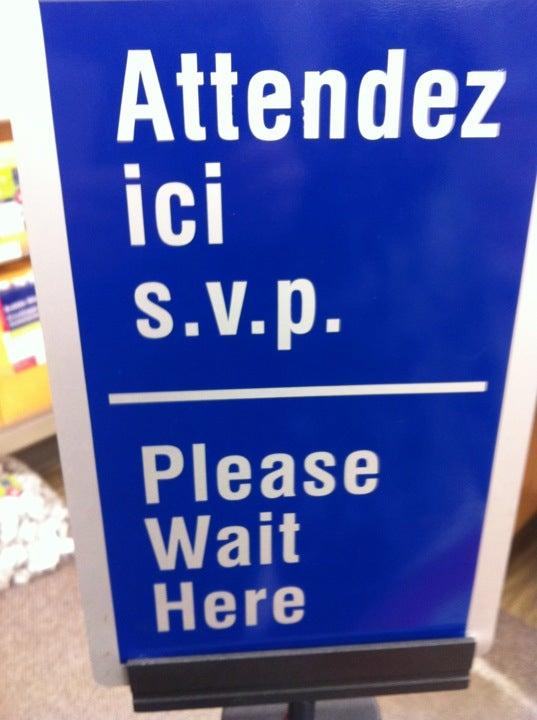 Attendez
ici
s.v.p.
Please
Wait
Here